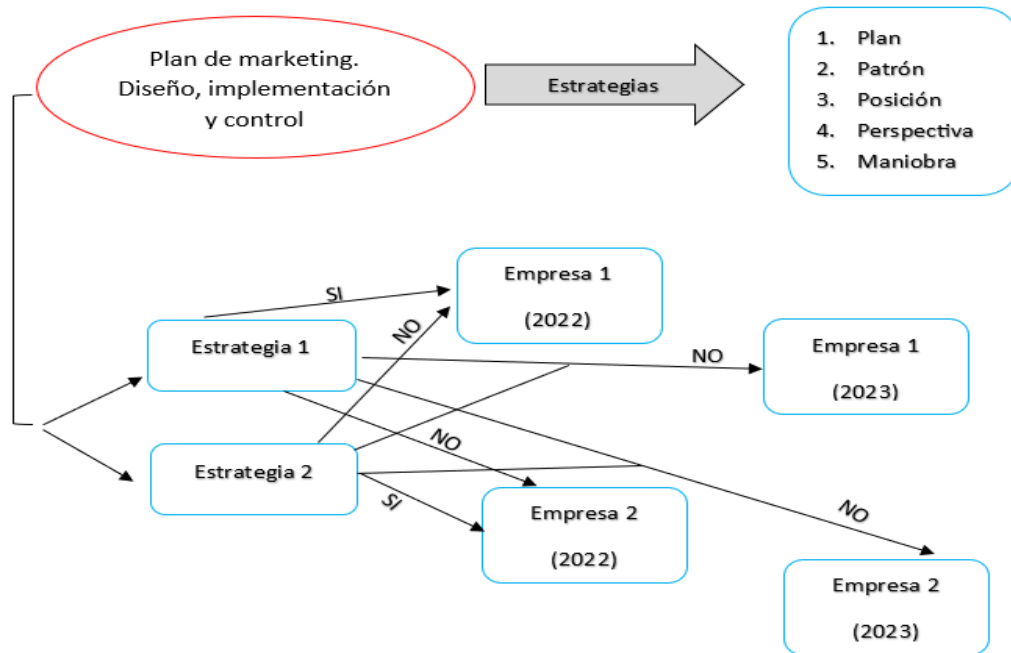 Plan de marketing.
Diseño, implementación
y control
Estrategias
1. Plan
2. Patrón
3. Posición
4. Perspectiva
5. Maniobra
Empresa 1
(2022)
SI
NO
Estrategia 1
NO
Empresa 1
(2023)
NO
Estrategia 2
SI
Empresa 2
(2022)
NO
Empresa 2
(2023)